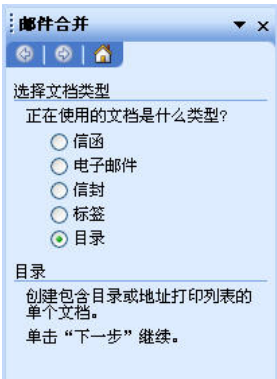 邮件合并
选择文档类型
正在使用的文档是什么类型?
信函
电子邮件
信封
标签
目录
目录
创建包含目录或地址打印列表的
单个文档。
单击“下一步”继续。